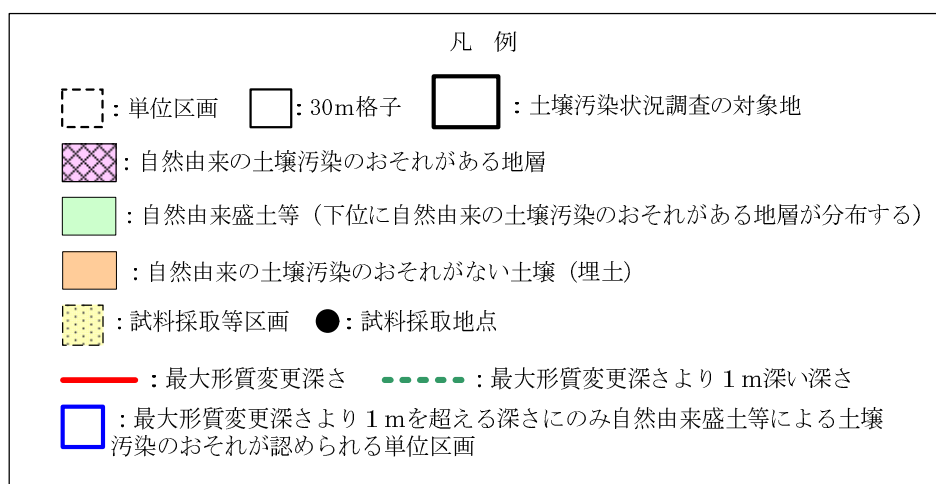 凡 例
：単位区画 ：30m格子 ：土壌汚染状況調査の対象地
：自然由来の土壌汚染のおそれがある地層
：自然由来盛土等（下位に自然由来の土壌汚染のおそれがある地層が分布する）
：自然由来の土壌汚染のおそれがない土壌（埋土）
：試料採取等区画 ：試料採取地点
：最大形質変更深さ ：最大形質変更深さより１ｍ深い深さ
：最大形質変更深さより１ｍを超える深さにのみ自然由来盛土等による土壌
汚染のおそれが認められる単位区画